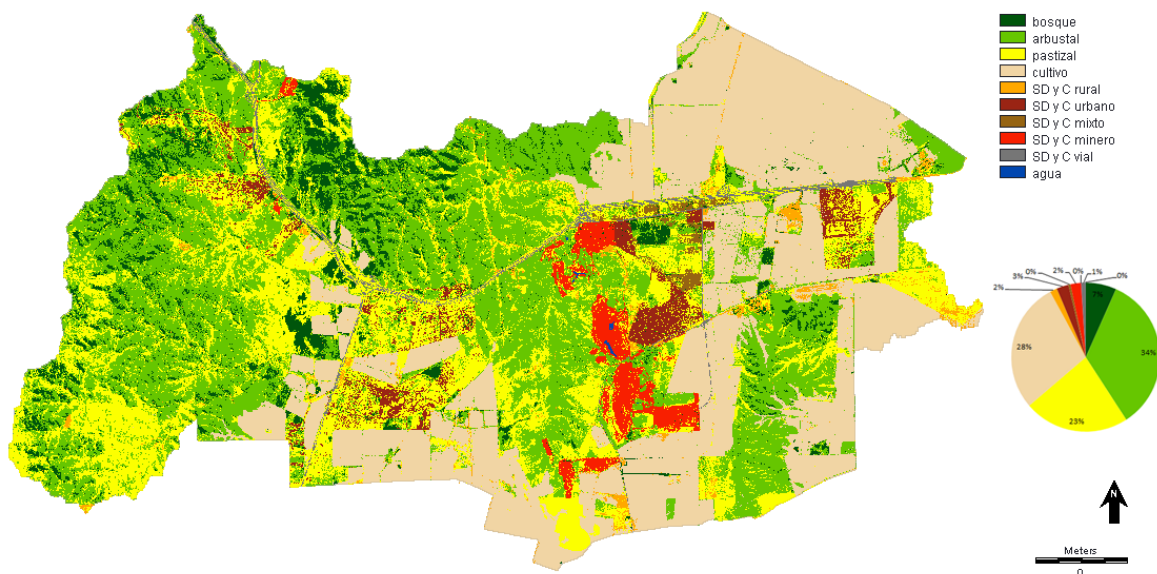 bosque
arbustal
pastizal
cultivo
SD y C rural
SD y C urbano
SD y C mixto
SD y C minero
SD y C vial
agua
0% 2% 0% 1% 0%
3%
2%
7%
34%
28%
23%
N
Meters
0